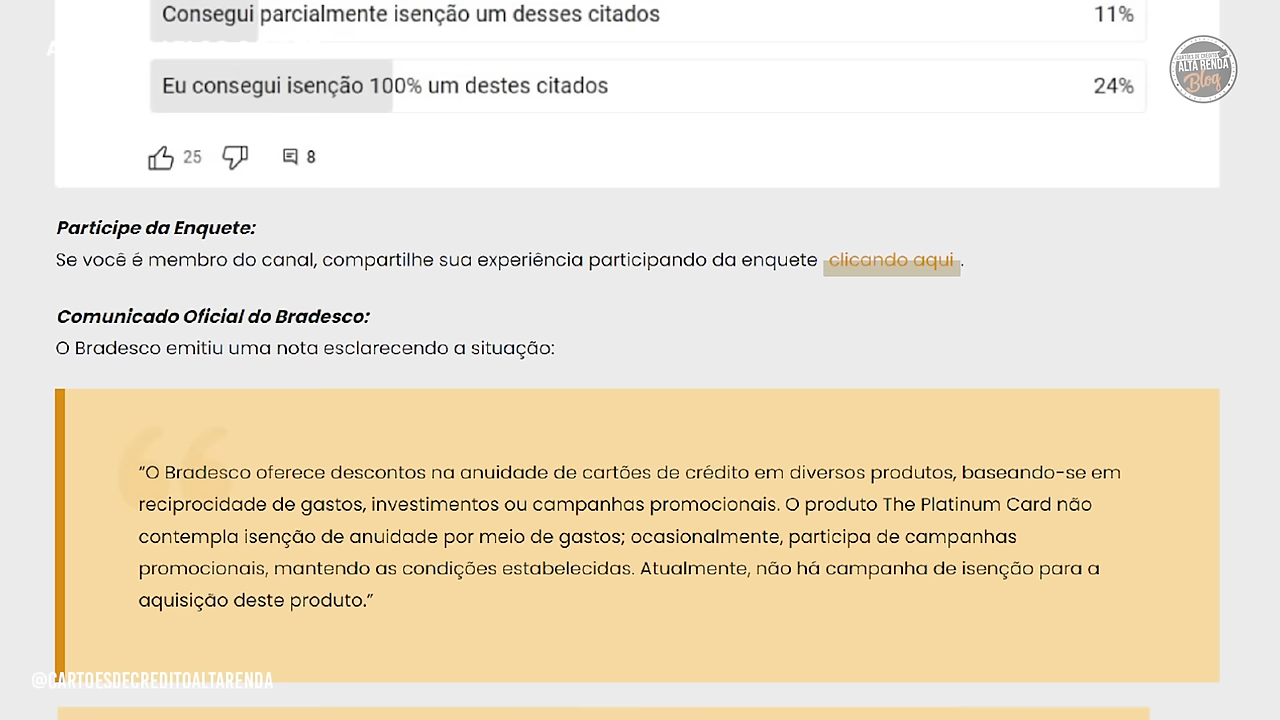 Consegui parcialmente isenção um desses citados 11%
Eu consegui isenção 100% um destes citados 24%
CARTÕES DE CRÉDITO
ALTA RENDA
Blog
25 8
Participe da Enquete:
Se você é membro do canal, compartilhe sua experiência participando da enquete clicando aqui .
Comunicado Oficial do Bradesco:
O Bradesco emitiu uma nota esclarecendo a situação:
“O Bradesco oferece descontos na anuidade de cartões de crédito em diversos produtos, baseando-se em
reciprocidade de gastos, investimentos ou campanhas promocionais. O produto The Platinum Card não
contempla isenção de anuidade por meio de gastos; ocasionalmente, participa de campanhas
promocionais, mantendo as condições estabelecidas. Atualmente, não há campanha de isenção para a
aquisição deste produto.”
@CARTOESDECREDITOALTARENDA